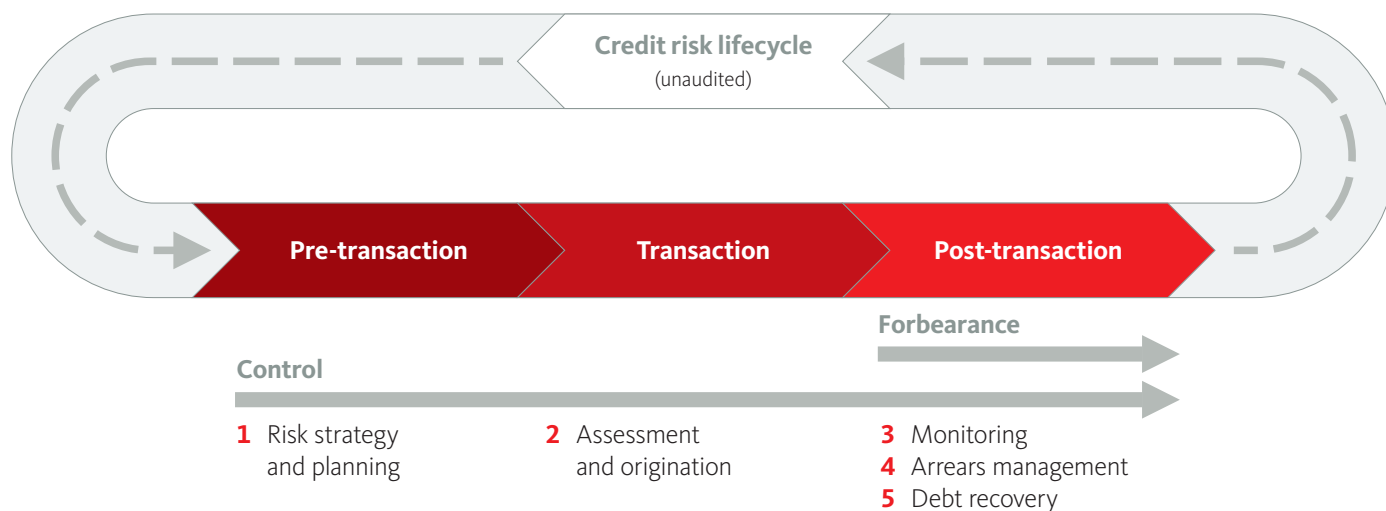 Credit risk lifecycle
(unaudited)
Pre-transaction
Transaction
Post-transaction
Forbearance
Control
1 Risk strategy
and planning
2 Assessment
and origination
3 Monitoring
4 Arrears management
5 Debt recovery